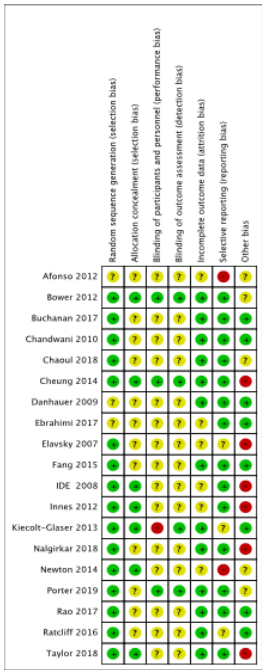 Random sequence generation (selection bias)
Allocation concealment (selection bias)
Blinding of participants and personnel (performance bias)
Blinding of outcome assessment (detection bias)
Incomplete outcome data (attrition bias)
Selective reporting (reporting bias)
Other bias
Afonso 2012 ? ? ? ? ? - ?
Bower 2012 + + + + + + ?
Buchanan 2017 + ? ? ? + + +
Chandwani 2010 + ? ? ? + + +
Chaoul 2018 + ? ? ? + + ?
Cheung 2014 + + + + + + -
Danhauer 2009 ? ? ? ? + + +
Ebrahimi 2017 ? ? ? ? ? + +
Elavsky 2007 + ? ? ? ? ? -
Fang 2015 + ? ? ? + + +
IDE 2008 + + ? ? ? + -
Innes 2012 + + ? ? ? + -
Kiecolt-Glaser 2013 + + - + + ? +
Nalgirkar 2018 + ? ? ? + + -
Newton 2014 + + ? ? ? - ?
Porter 2019 + ? + + + + ?
Rao 2017 + ? ? ? + + +
Ratcliff 2016 + + ? ? ? ? +
Taylor 2018 + + ? ? + + -